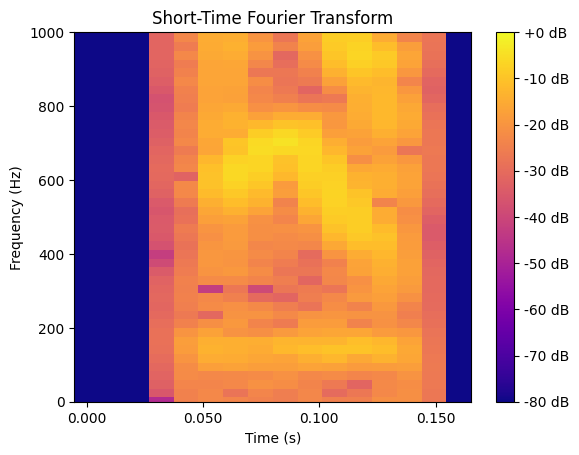 Short-Time Fourier Transform
1000
800
600
400
200
0
Frequency (Hz)
0.000
0.050
0.100
0.150
Time (s)
+0 dB
-10 dB
-20 dB
-30 dB
-40 dB
-50 dB
-60 dB
-70 dB
-80 dB